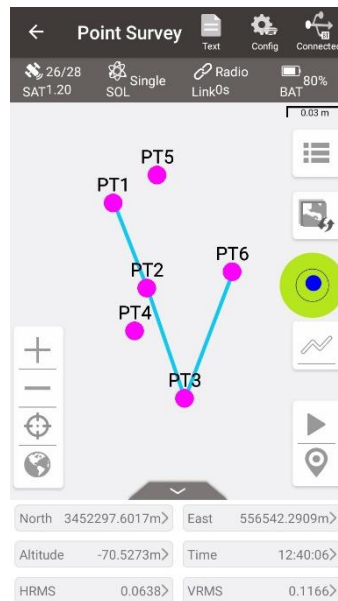 Point Survey
Text
Config
Connected
26/28
SAT1.20
Single
SOL
Radio
Link0s
80%
BAT
0.03 m
PT5
PT1
PT6
PT2
PT4
PT3
North 3452297.6017m>
East 556542.2909m>
Altitude -70.5273m>
Time 12:40:06>
HRMS 0.0638>
VRMS 0.1166>